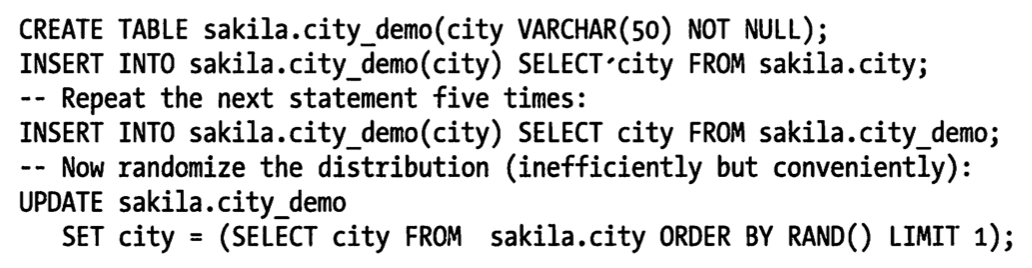 CREATE TABLE sakila.city_demo(city VARCHAR(50) NOT NULL);
INSERT INTO sakila.city_demo(city) SELECT city FROM sakila.city;
-- Repeat the next statement five times:
INSERT INTO sakila.city_demo(city) SELECT city FROM sakila.city_demo;
-- Now randomize the distribution (inefficiently but conveniently):
UPDATE sakila.city_demo
   SET city = (SELECT city FROM  sakila.city ORDER BY RAND() LIMIT 1);